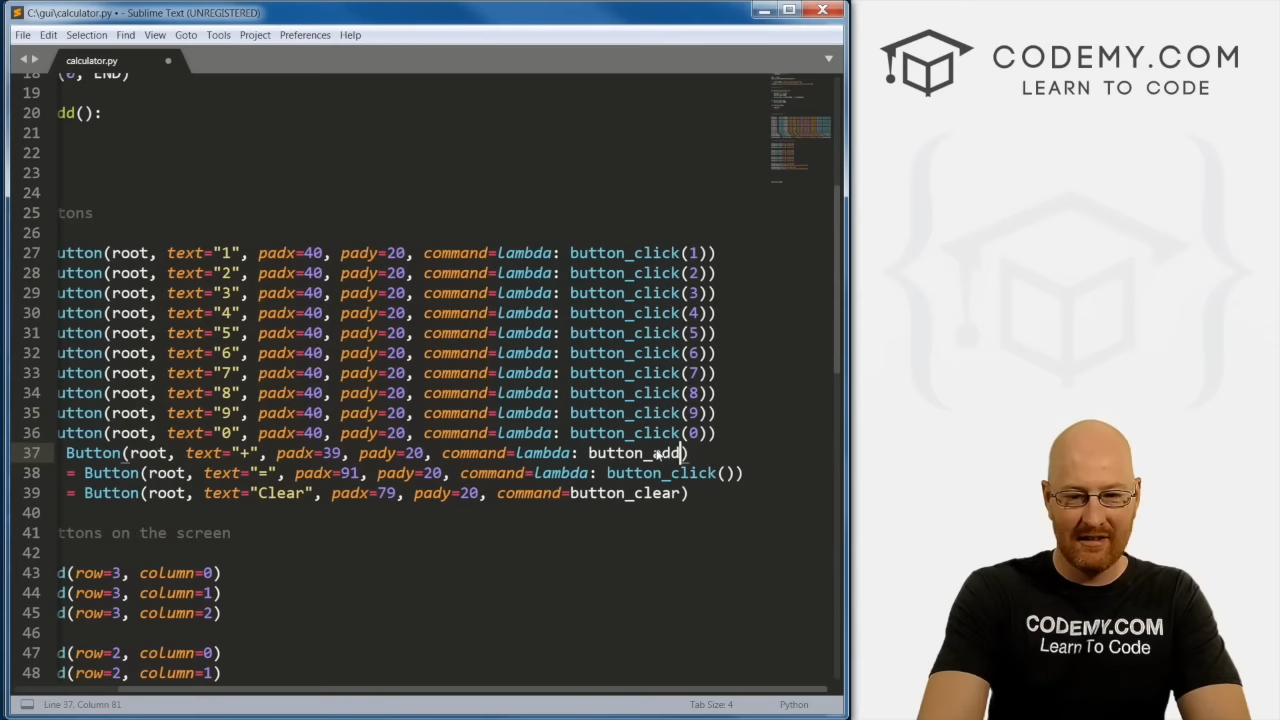 C:\gui\calculator.py • - Sublime Text (UNREGISTERED)
File Edit Selection Find View Goto Tools Project Preferences Help
calculator.py
18 (0, END)
19
20 dd():
21
22
23
24
25 tons
26
27 utton(root, text="1", padx=40, pady=20, command=lambda: button_click(1))
28 utton(root, text="2", padx=40, pady=20, command=lambda: button_click(2))
29 utton(root, text="3", padx=40, pady=20, command=lambda: button_click(3))
30 utton(root, text="4", padx=40, pady=20, command=lambda: button_click(4))
31 utton(root, text="5", padx=40, pady=20, command=lambda: button_click(5))
32 utton(root, text="6", padx=40, pady=20, command=lambda: button_click(6))
33 utton(root, text="7", padx=40, pady=20, command=lambda: button_click(7))
34 utton(root, text="8", padx=40, pady=20, command=lambda: button_click(8))
35 utton(root, text="9", padx=40, pady=20, command=lambda: button_click(9))
36 utton(root, text="0", padx=40, pady=20, command=lambda: button_click(0))
37 Button(root, text="+", padx=39, pady=20, command=lambda: button_add)
38 = Button(root, text="=", padx=91, pady=20, command=lambda: button_click())
39 = Button(root, text="Clear", padx=79, pady=20, command=button_clear)
40
41 ttons on the screen
42
43 d(row=3, column=0)
44 d(row=3, column=1)
45 d(row=3, column=2)
46
47 d(row=2, column=0)
48 d(row=2, column=1)
Line 37, Column 81
Tab Size: 4
Python
CODEMY.COM
LEARN TO CODE
CODEMY.COM
Learn To Code